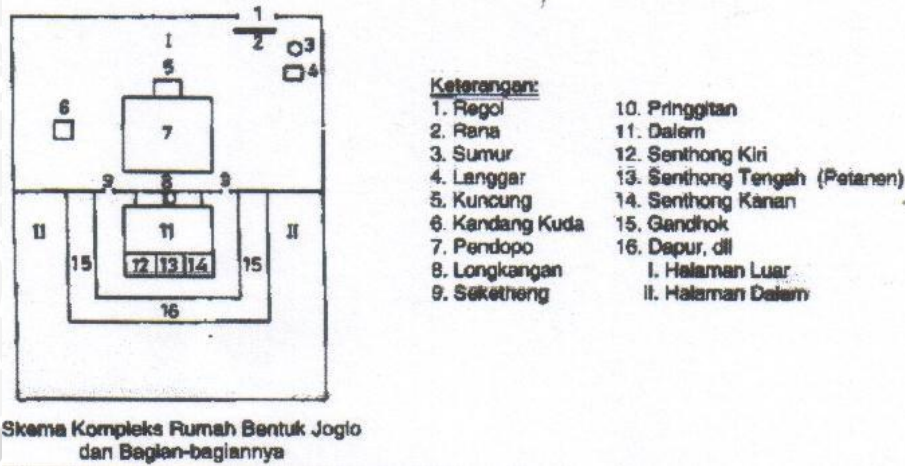 1
I
2
3
4
5
6
7
9 8 9
10
II 11 II
15 12 13 14 15
16
Skema Kompleks Rumah Bentuk Joglo
dan Bagian-bagiannya
Keterangan:
1. Regol
2. Rana
3. Sumur
4. Langgar
5. Kuncung
6. Kandang Kuda
7. Pendopo
8. Longkangan
9. Seketheng
10. Pringgitan
11. Dalem
12. Senthong Kiri
13. Senthong Tengah (Petanen)
14. Senthong Kanan
15. Gandhok
16. Dapur, dll
I. Halaman Luar
II. Halaman Dalam